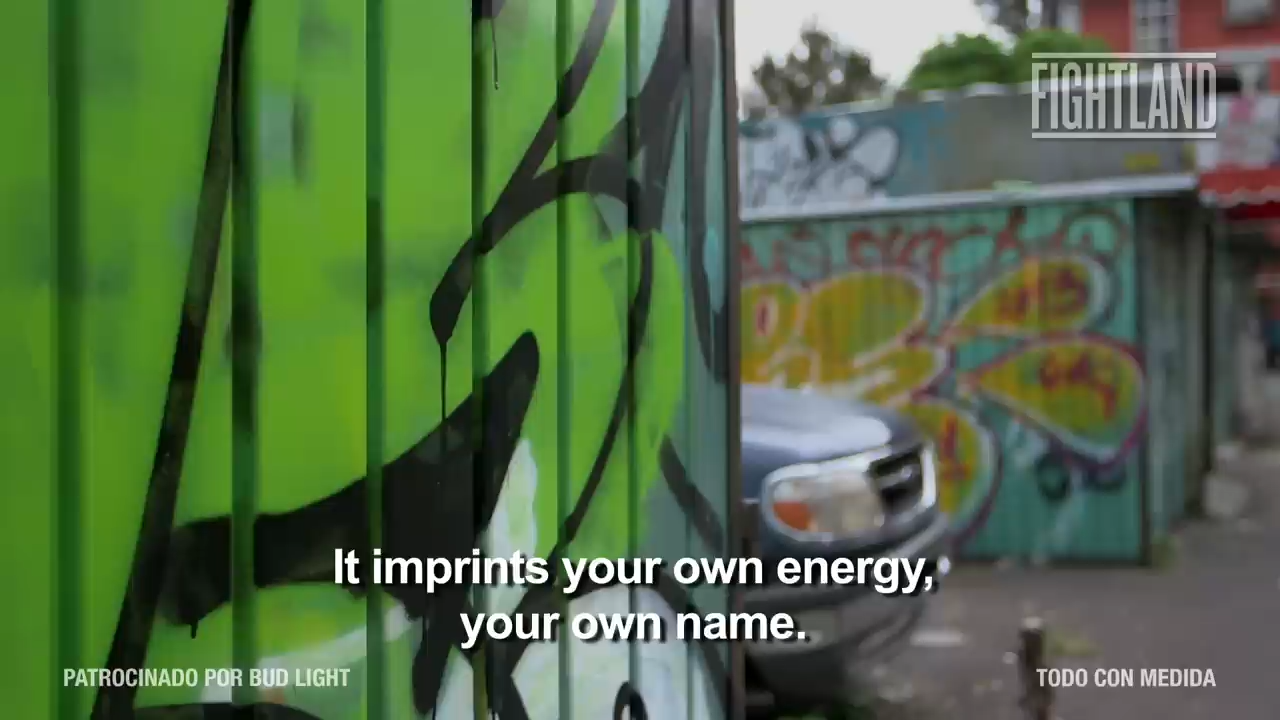 FIGHTLAND
It imprints your own energy,
your own name.
PATROCINADO POR BUD LIGHT
TODO CON MEDIDA